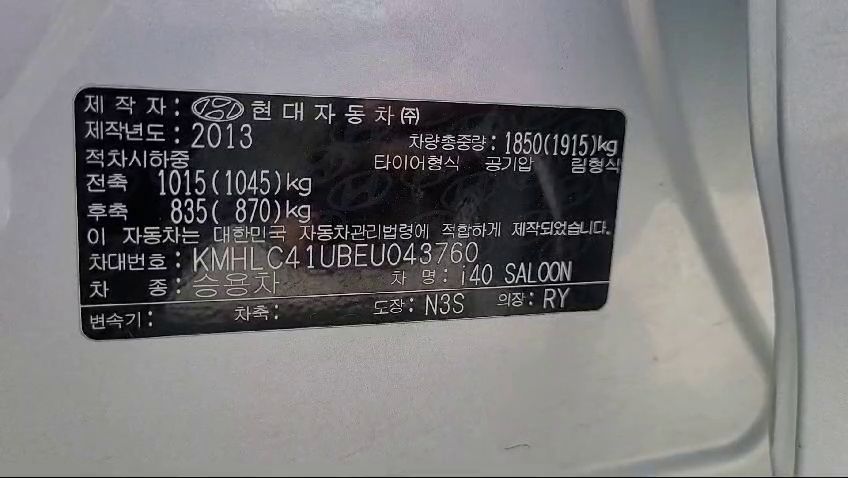 제작자: 현대자동차㈜
제작년도: 2013 차량총중량: 1850(1915)kg
적차시하중 타이어형식 공기압 림형식
전축 1015(1045)kg
후축 835( 870)kg
이 자동차는 대한민국 자동차관리법령에 적합하게 제작되었습니다.
차대번호: KMHLC41UBEU043760
차 종: 승용차 차 명: i40 SALOON
변속기: 차축: 도장: N3S 의장: RY